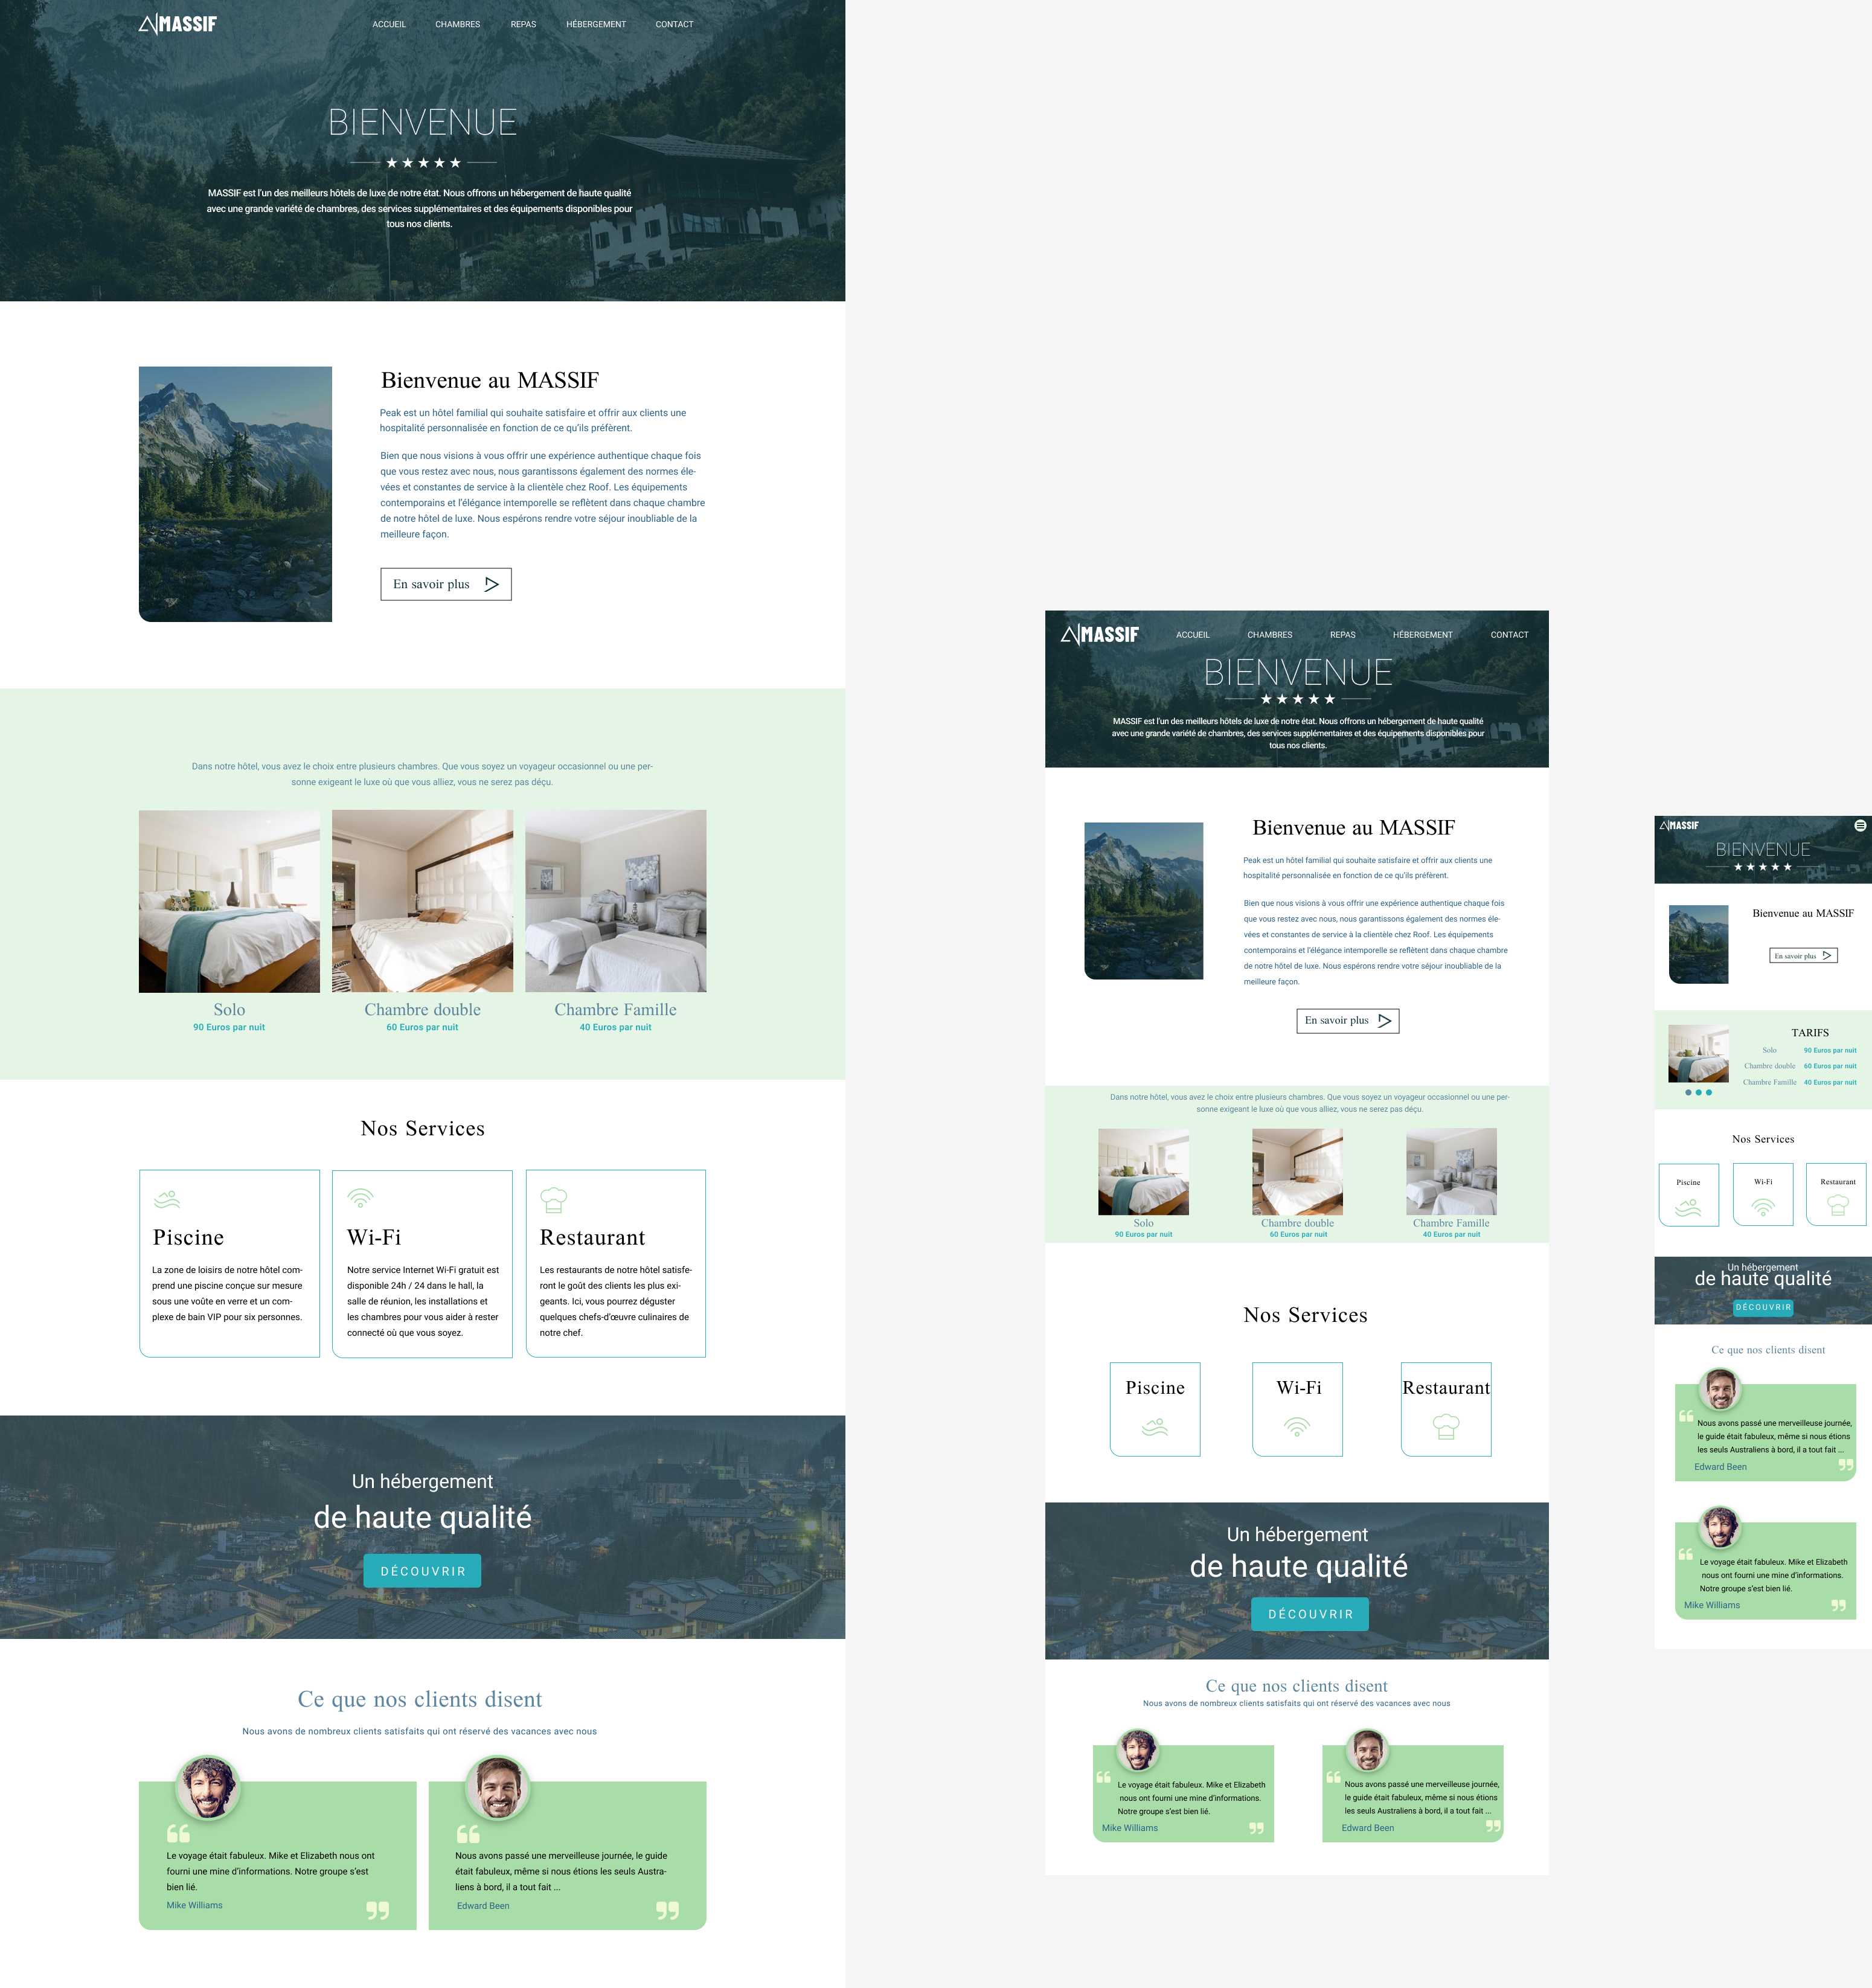 MASSIF
ACCUEIL CHAMBRES REPAS HÉBERGEMENT CONTACT
BIENVENUE
MASSIF est l'un des meilleurs hôtels de luxe de notre état. Nous offrons un hébergement de haute qualité
avec une grande variété de chambres, des services supplémentaires et des équipements disponibles pour
tous nos clients.
Bienvenue au MASSIF
Peak est un hôtel familial qui souhaite satisfaire et offrir aux clients une
hospitalité personnalisée en fonction de ce qu'ils préfèrent.
Bien que nous visions à vous offrir une expérience authentique chaque fois
que vous restez avec nous, nous garantissons également des normes éle-
vées et constantes de service à la clientèle chez Roof. Les équipements
contemporains et l'élégance intemporelle se reflètent dans chaque chambre
de notre hôtel de luxe. Nous espérons rendre votre séjour inoubliable de la
meilleure façon.
En savoir plus
Dans notre hôtel, vous avez le choix entre plusieurs chambres. Que vous soyez un voyageur occasionnel ou une per-
sonne exigeant le luxe où que vous alliez, vous ne serez pas déçu.
Solo
90 Euros par nuit
Chambre double
60 Euros par nuit
Chambre Famille
40 Euros par nuit
Nos Services
Piscine
La zone de loisirs de notre hôtel com-
prend une piscine conçue sur mesure
sous une voûte en verre et un com-
plexe de bain VIP pour six personnes.
Wi-Fi
Notre service Internet Wi-Fi gratuit est
disponible 24h / 24 dans le hall, la
salle de réunion, les installations et
les chambres pour vous aider à rester
connecté où que vous soyez.
Restaurant
Les restaurants de notre hôtel satisfe-
ront le goût des clients les plus exi-
geants. Ici, vous pourrez déguster
quelques chefs-d'œuvre culinaires de
notre chef.
Un hébergement
de haute qualité
DÉCOUVRIR
Ce que nos clients disent
Nous avons de nombreux clients satisfaits qui ont réservé des vacances avec nous
Le voyage était fabuleux. Mike et Elizabeth nous ont
fourni une mine d'informations. Notre groupe s'est
bien lié.
Mike Williams
Nous avons passé une merveilleuse journée, le guide
était fabuleux, même si nous étions les seuls Austra-
liens à bord, il a tout fait ...
Edward Been
MASSIF
ACCUEIL CHAMBRES REPAS HÉBERGEMENT CONTACT
BIENVENUE
MASSIF est l'un des meilleurs hôtels de luxe de notre état. Nous offrons un hébergement de haute qualité
avec une grande variété de chambres, des services supplémentaires et des équipements disponibles pour
tous nos clients.
Bienvenue au MASSIF
Peak est un hôtel familial qui souhaite satisfaire et offrir aux clients une
hospitalité personnalisée en fonction de ce qu'ils préfèrent.
Bien que nous visions à vous offrir une expérience authentique chaque fois
que vous restez avec nous, nous garantissons également des normes éle-
vées et constantes de service à la clientèle chez Roof. Les équipements
contemporains et l'élégance intemporelle se reflètent dans chaque chambre
de notre hôtel de luxe. Nous espérons rendre votre séjour inoubliable de la
meilleure façon.
En savoir plus
Dans notre hôtel, vous avez le choix entre plusieurs chambres. Que vous soyez un voyageur occasionnel ou une per-
sonne exigeant le luxe où que vous alliez, vous ne serez pas déçu.
Solo
90 Euros par nuit
Chambre double
60 Euros par nuit
Chambre Famille
40 Euros par nuit
Nos Services
Piscine
Wi-Fi
Restaurant
Un hébergement
de haute qualité
DÉCOUVRIR
Ce que nos clients disent
Nous avons de nombreux clients satisfaits qui ont réservé des vacances avec nous
Le voyage était fabuleux. Mike et Elizabeth
nous ont fourni une mine d'informations.
Notre groupe s'est bien lié.
Mike Williams
Nous avons passé une merveilleuse journée,
le guide était fabuleux, même si nous étions
les seuls Australiens à bord, il a tout fait ...
Edward Been
MASSIF
BIENVENUE
Bienvenue au MASSIF
En savoir plus
TARIFS
Solo 90 Euros par nuit
Chambre double 60 Euros par nuit
Chambre Famille 40 Euros par nuit
Nos Services
Piscine
Wi-Fi
Restaurant
Un hébergement
de haute qualité
DÉCOUVRIR
Ce que nos clients disent
Nous avons passé une merveilleuse journée,
le guide était fabuleux, même si nous étions
les seuls Australiens à bord, il a tout fait ...
Edward Been
Le voyage était fabuleux. Mike et Elizabeth
nous ont fourni une mine d'informations.
Notre groupe s'est bien lié.
Mike Williams